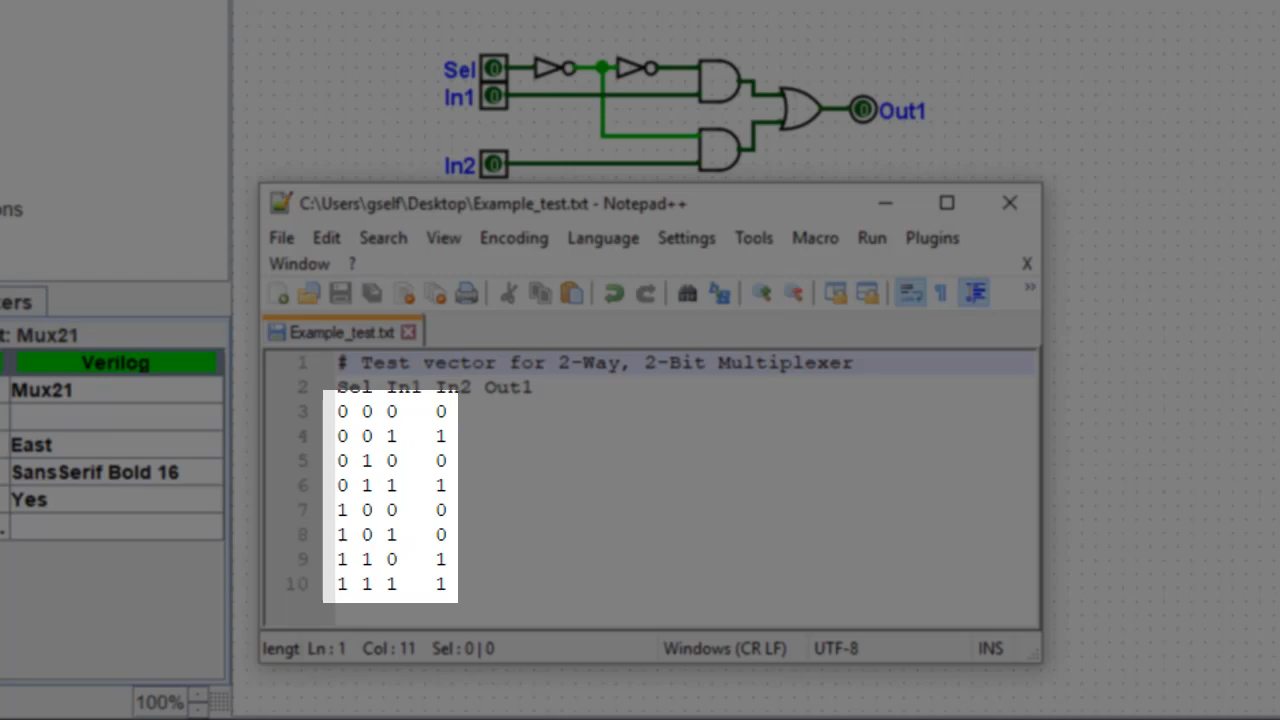 Sel 0
In1 0
0 Out1
In2 0
ons
C:\Users\gself\Desktop\Example_test.txt - Notepad++
File Edit Search View Encoding Language Settings Tools Macro Run Plugins
Window ? X
Example_test.txt
1 # Test vector for 2-Way, 2-Bit Multiplexer
2 Sel In1 In2 Out1
3 0 0 0 0
4 0 0 1 1
5 0 1 0 0
6 0 1 1 1
7 1 0 0 0
8 1 0 1 0
9 1 1 0 1
10 1 1 1 1
lengt Ln : 1 Col : 11 Sel : 0 | 0 Windows (CR LF) UTF-8 INS
ters
t: Mux21
Verilog
Mux21
East
SansSerif Bold 16
Yes
.
100%